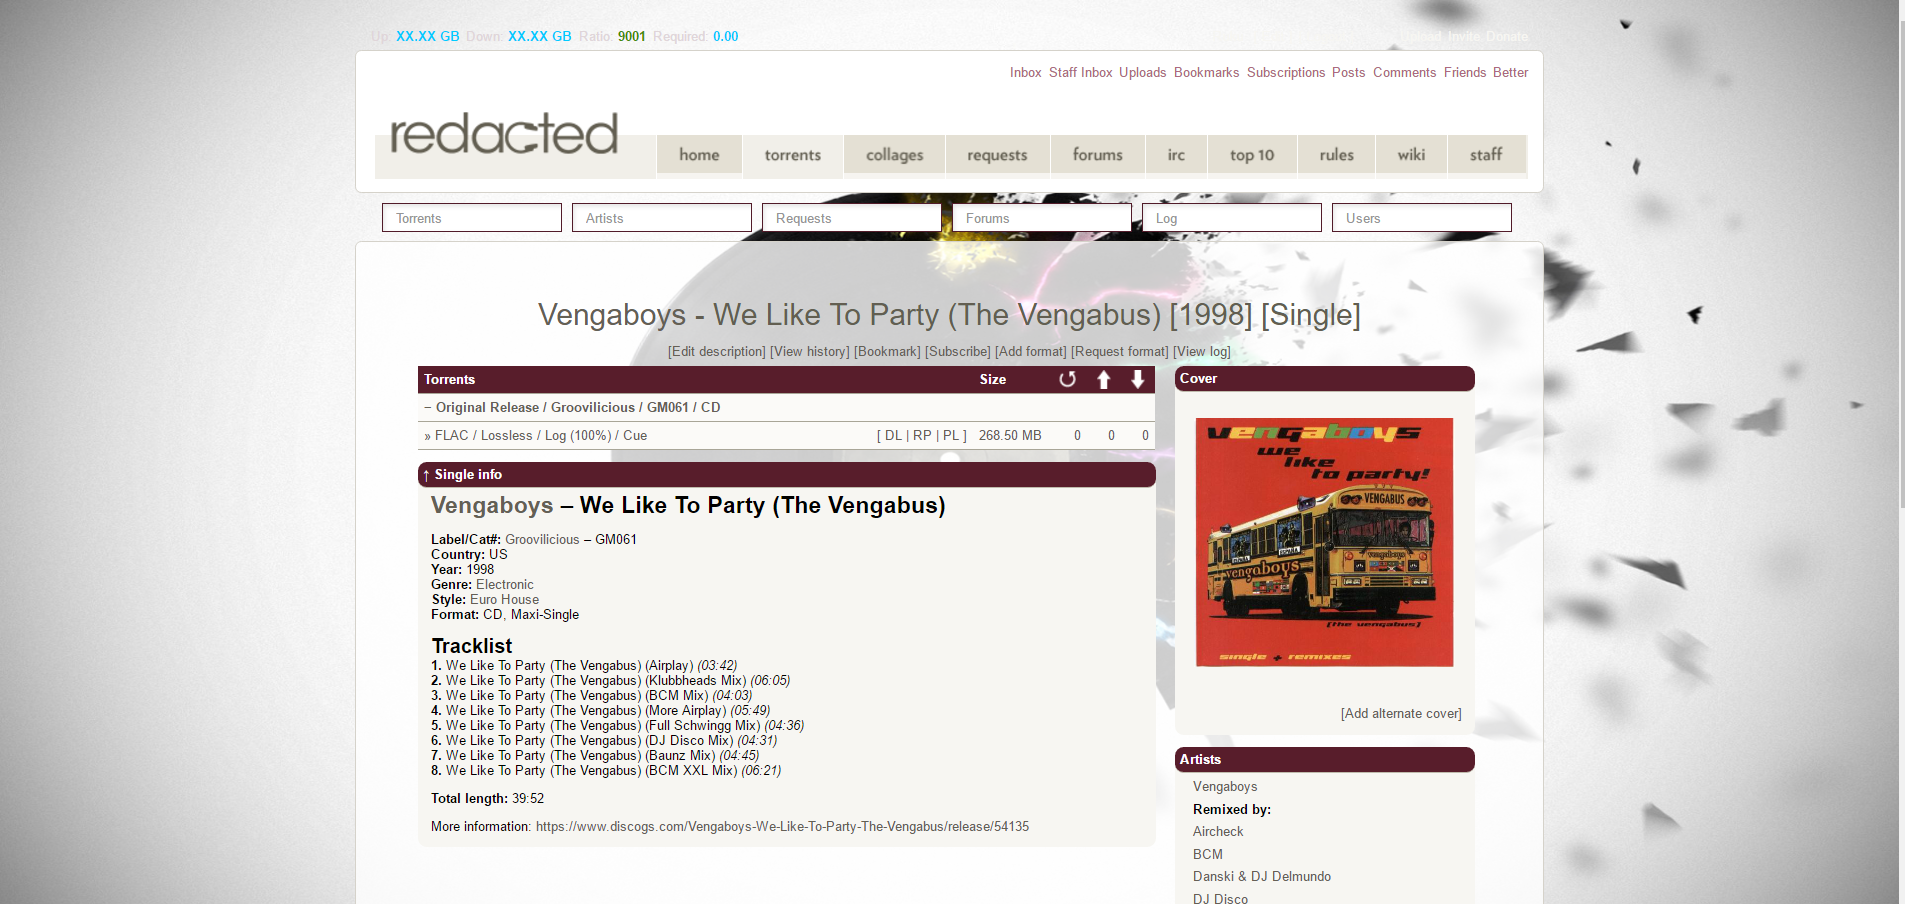 Up: XX.XX GB Down: XX.XX GB Ratio: 9001 Required: 0.00
Upload Invite Donate
Inbox Staff Inbox Uploads Bookmarks Subscriptions Posts Comments Friends Better
redacted
home torrents collages requests forums irc top 10 rules wiki staff
Torrents Artists Requests Forums Log Users
Vengaboys - We Like To Party (The Vengabus) [1998] [Single]
[Edit description] [View history] [Bookmark] [Subscribe] [Add format] [Request format] [View log]
Torrents Size
− Original Release / Groovilicious / GM061 / CD
» FLAC / Lossless / Log (100%) / Cue [ DL | RP | PL ] 268.50 MB 0 0 0
↑ Single info
Vengaboys – We Like To Party (The Vengabus)
Label/Cat#: Groovilicious – GM061
Country: US
Year: 1998
Genre: Electronic
Style: Euro House
Format: CD, Maxi-Single
Tracklist
1. We Like To Party (The Vengabus) (Airplay) (03:42)
2. We Like To Party (The Vengabus) (Klubbheads Mix) (06:05)
3. We Like To Party (The Vengabus) (BCM Mix) (04:03)
4. We Like To Party (The Vengabus) (More Airplay) (05:49)
5. We Like To Party (The Vengabus) (Full Schwingg Mix) (04:36)
6. We Like To Party (The Vengabus) (DJ Disco Mix) (04:31)
7. We Like To Party (The Vengabus) (Baunz Mix) (04:45)
8. We Like To Party (The Vengabus) (BCM XXL Mix) (06:21)
Total length: 39:52
More information: https://www.discogs.com/Vengaboys-We-Like-To-Party-The-Vengabus/release/54135
Cover
vengaboys
we
like
to party!
VENGABUS
ESPAÑA
vengaboys
vengaboys
(the vengabus)
single + remixes
[Add alternate cover]
Artists
Vengaboys
Remixed by:
Aircheck
BCM
Danski & DJ Delmundo
DJ Disco